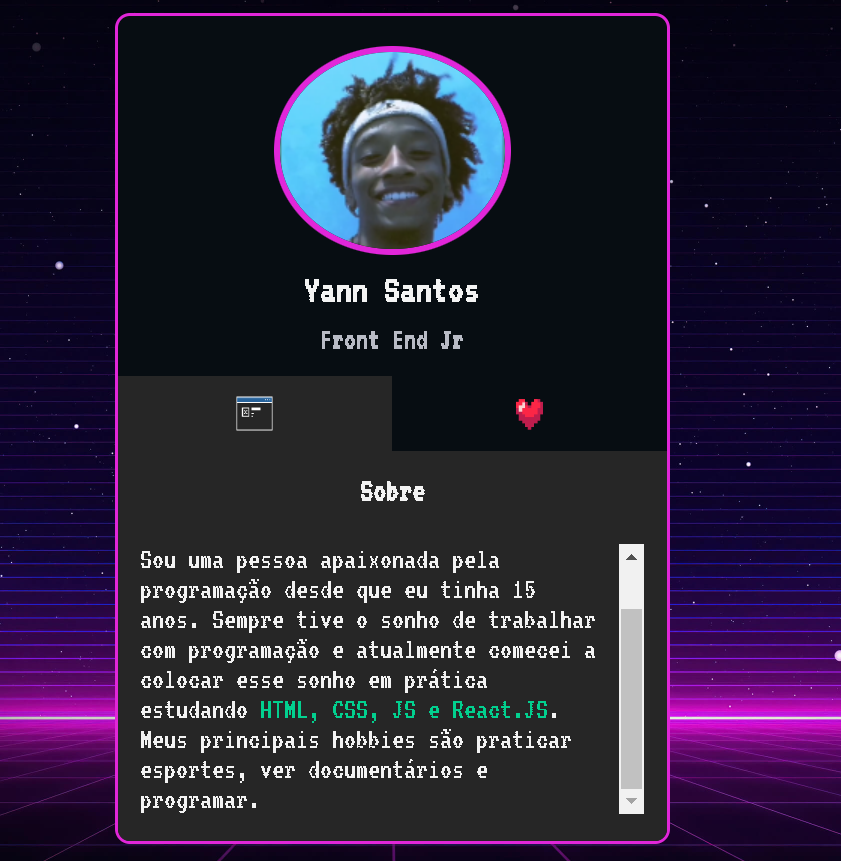 Yann Santos
Front End Jr
Sobre
Sou uma pessoa apaixonada pela
programação desde que eu tinha 15
anos. Sempre tive o sonho de trabalhar
com programação e atualmente comecei a
colocar esse sonho em prática
estudando HTML, CSS, JS e React.JS.
Meus principais hobbies são praticar
esportes, ver documentários e
programar.